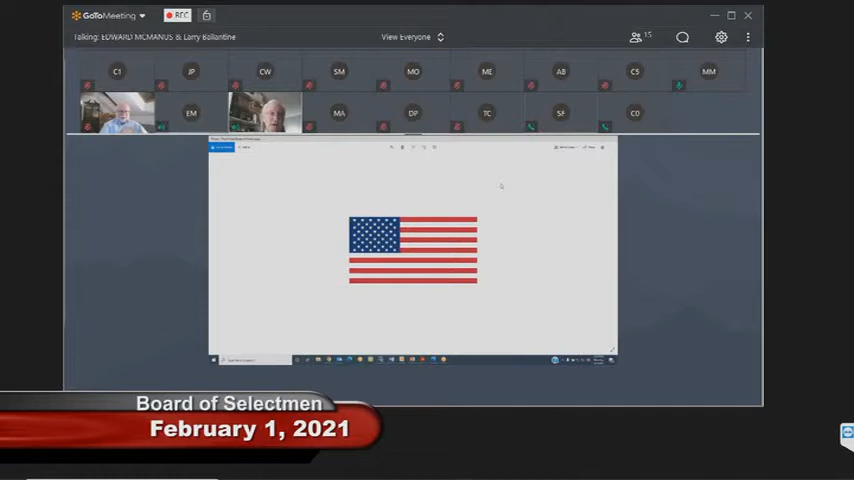 GoToMeeting
REC
Talking: EDWARD MCMANUS & Larry Ballantine
View Everyone
15
C1 JP CW SM MO ME AB CS MM
EM MA DP TC SF C0
Board of Selectmen
February 1, 2021